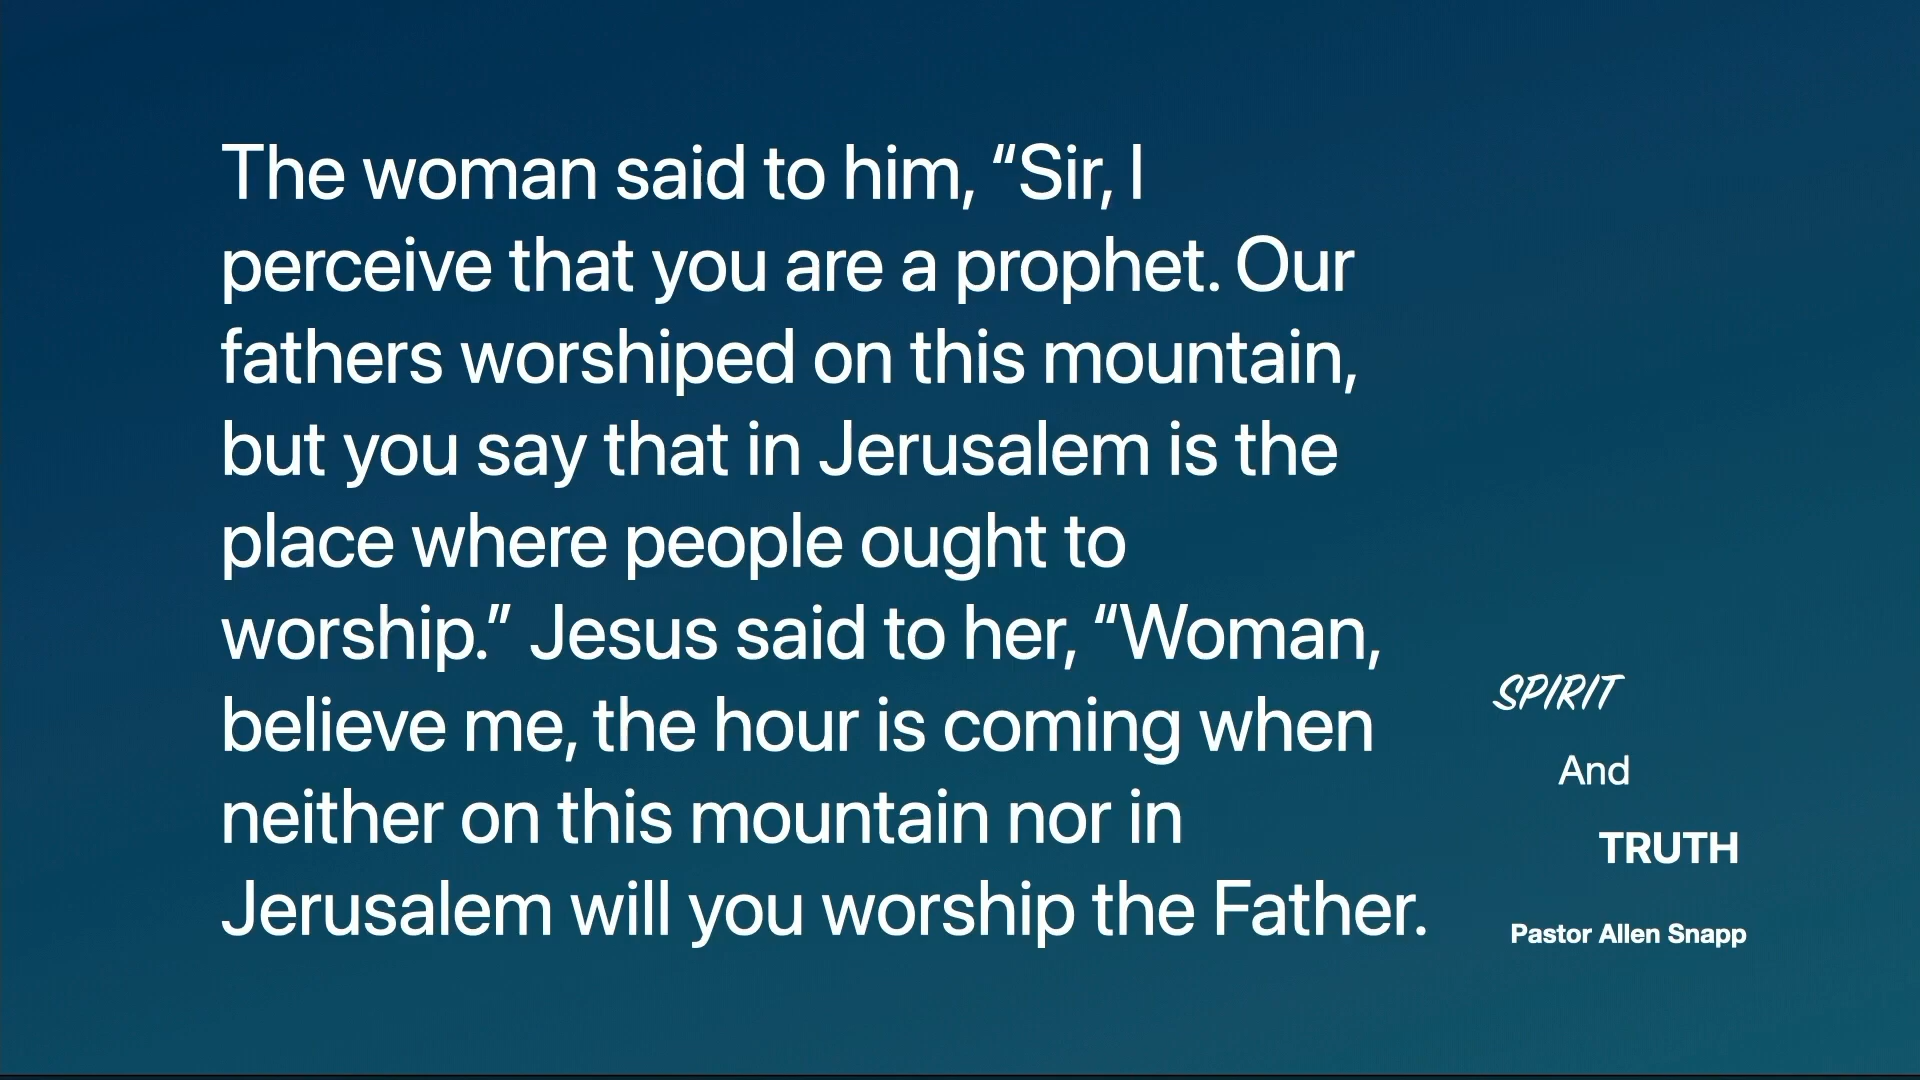 The woman said to him, “Sir, I
perceive that you are a prophet. Our
fathers worshiped on this mountain,
but you say that in Jerusalem is the
place where people ought to
worship.” Jesus said to her, “Woman,
believe me, the hour is coming when
neither on this mountain nor in
Jerusalem will you worship the Father.
SPIRIT
And
TRUTH
Pastor Allen Snapp